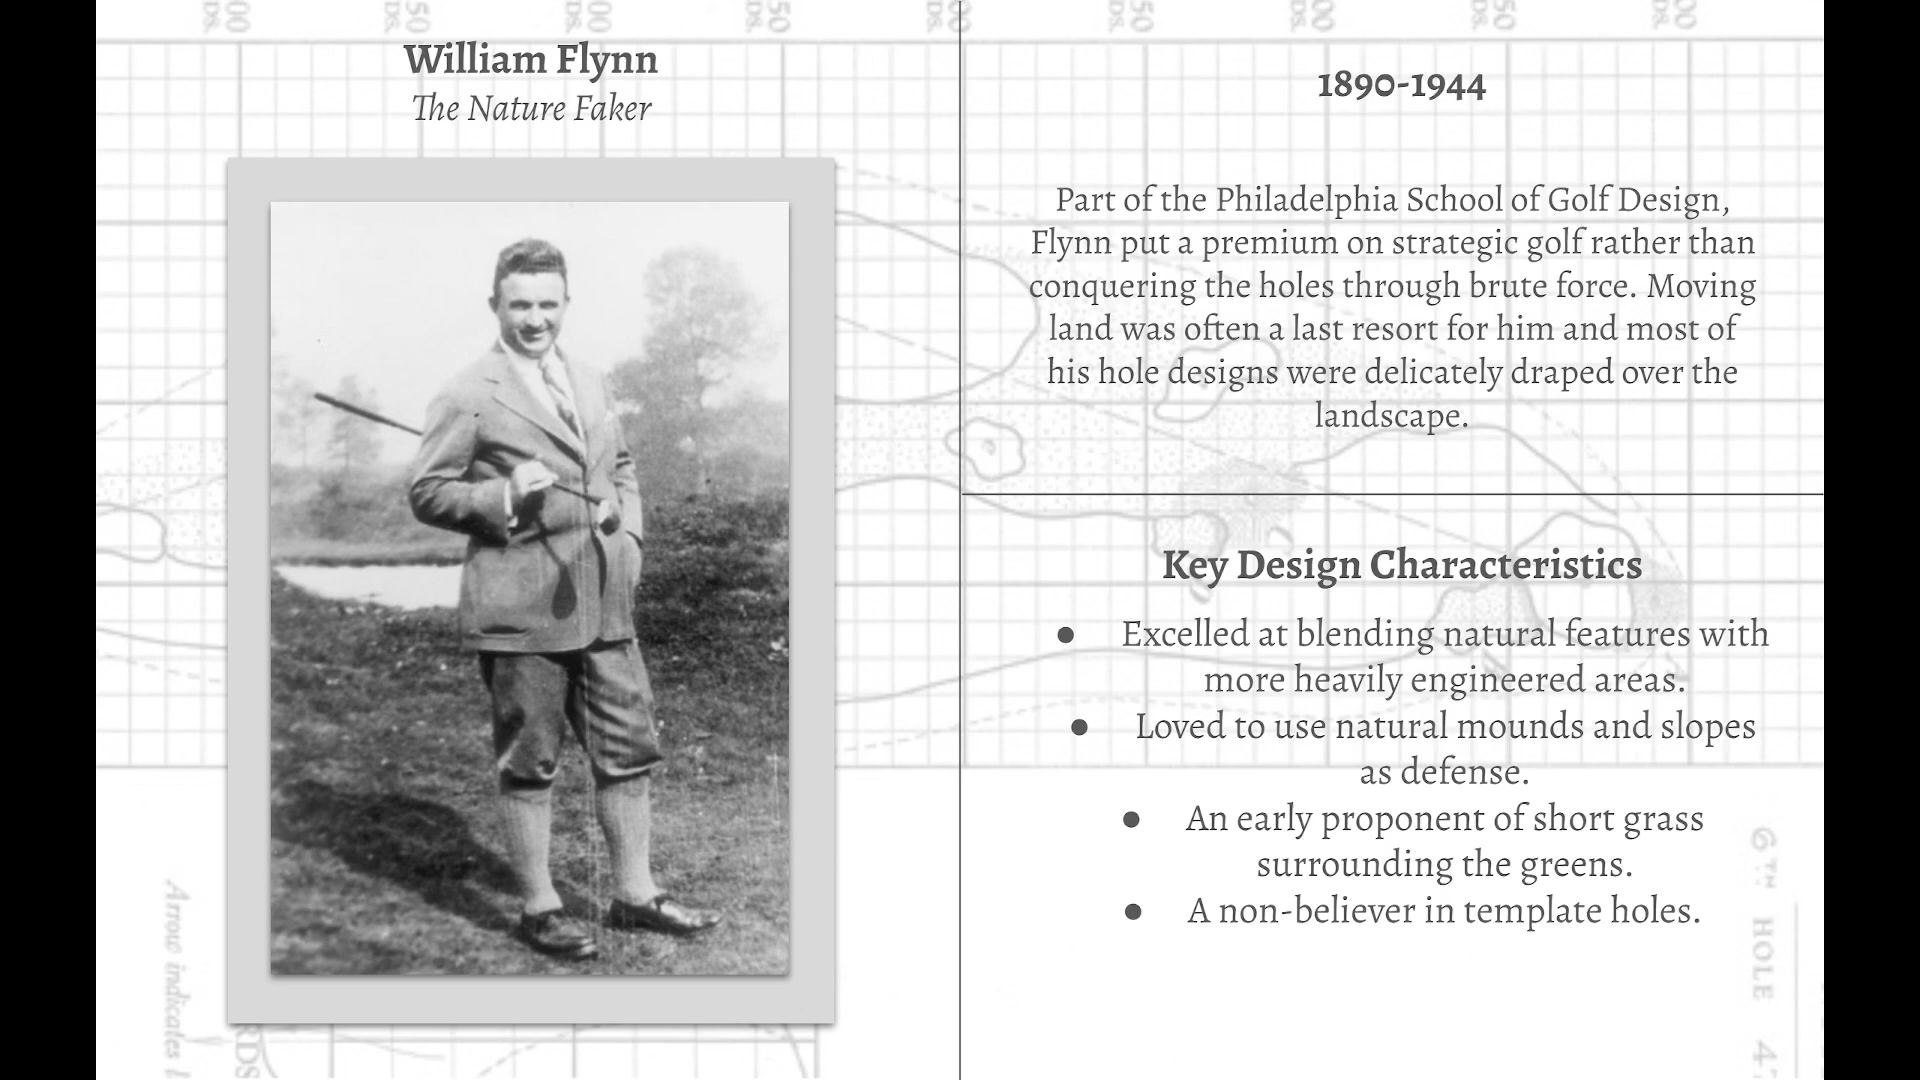 William Flynn
The Nature Faker
1890-1944
Part of the Philadelphia School of Golf Design,
Flynn put a premium on strategic golf rather than
conquering the holes through brute force. Moving
land was often a last resort for him and most of
his hole designs were delicately draped over the
landscape.
Key Design Characteristics
● Excelled at blending natural features with
more heavily engineered areas.
● Loved to use natural mounds and slopes
as defense.
● An early proponent of short grass
surrounding the greens.
● A non-believer in template holes.
6TH HOLE
Arrow indicates